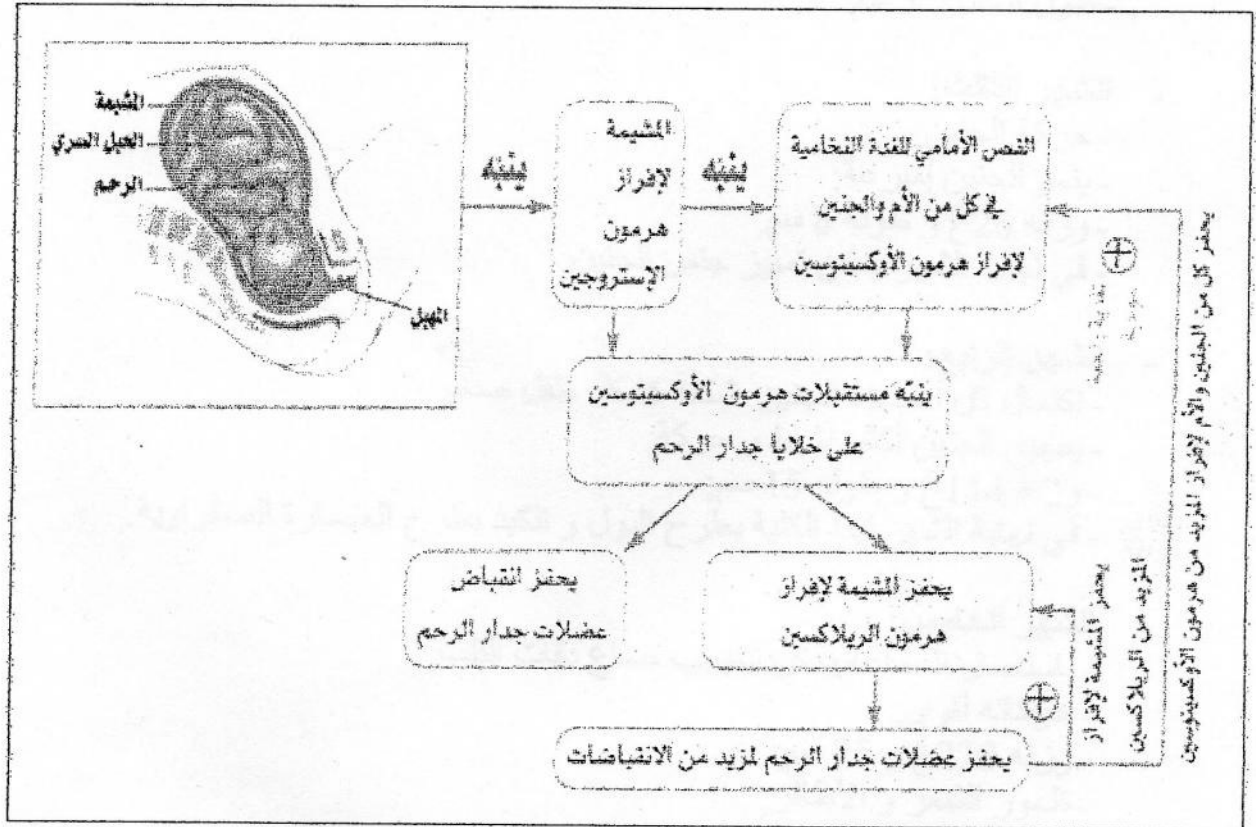 المشيمة
الحبل السري
الرحم
المهبل
ينبه
المشيمة
لإفراز
هرمون
الإستروجين
ينبه
الفص الأمامي للغدة النخامية
في كل من الأم والجنين
لإفراز هرمون الأوكسيتوسين
ينبّه مستقبلات هرمون الأوكسيتوسين
على خلايا جدار الرحم
يحفز انقباض
عضلات جدار الرحم
يحفز المشيمة لإفراز
هرمون الريلاكسين
يحفز عضلات جدار الرحم لمزيد من الانقباضات
يحفز المشيمة لإفراز
المزيد من الريلاكسين
يحفز كل من الجنين والأم لإفراز المزيد من هرمون الأوكسيتوسين